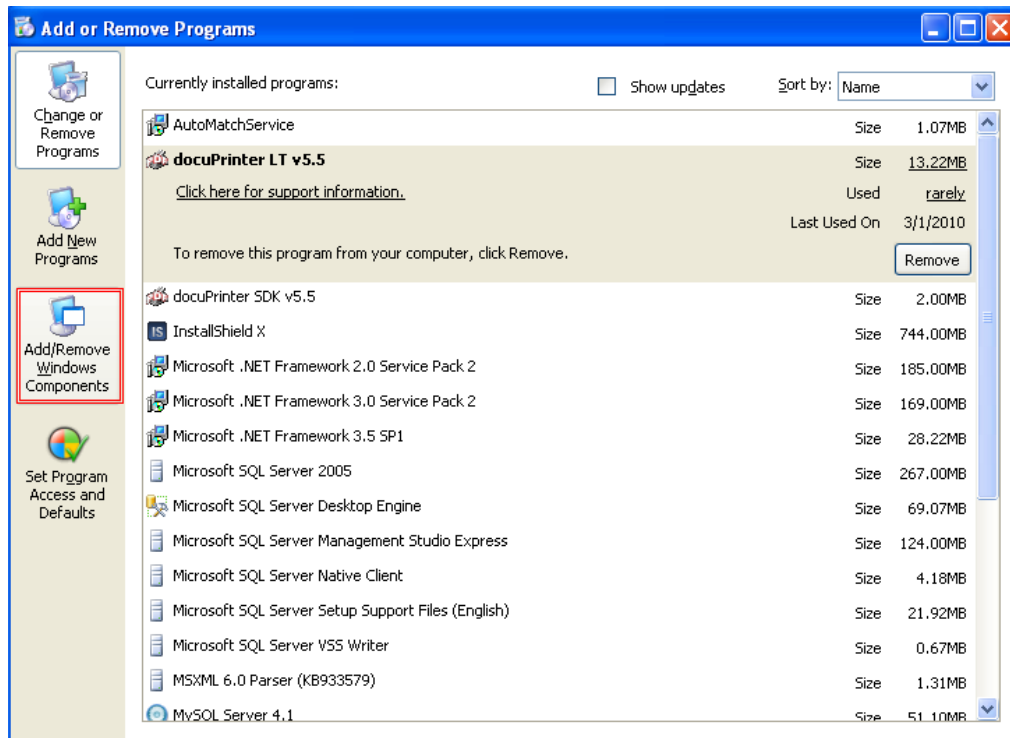 Add or Remove Programs
Change or
Remove
Programs
Add New
Programs
Add/Remove
Windows
Components
Set Program
Access and
Defaults
Currently installed programs:
Show updates
Sort by: Name
AutoMatchService Size 1.07MB
docuPrinter LT v5.5 Size 13.22MB
Click here for support information. Used rarely
Last Used On 3/1/2010
To remove this program from your computer, click Remove. Remove
docuPrinter SDK v5.5 Size 2.00MB
IS InstallShield X Size 744.00MB
Microsoft .NET Framework 2.0 Service Pack 2 Size 185.00MB
Microsoft .NET Framework 3.0 Service Pack 2 Size 169.00MB
Microsoft .NET Framework 3.5 SP1 Size 28.22MB
Microsoft SQL Server 2005 Size 267.00MB
Microsoft SQL Server Desktop Engine Size 69.07MB
Microsoft SQL Server Management Studio Express Size 124.00MB
Microsoft SQL Server Native Client Size 4.18MB
Microsoft SQL Server Setup Support Files (English) Size 21.92MB
Microsoft SQL Server VSS Writer Size 0.67MB
MSXML 6.0 Parser (KB933579) Size 1.31MB
MySQL Server 4.1 Size 51.10MB